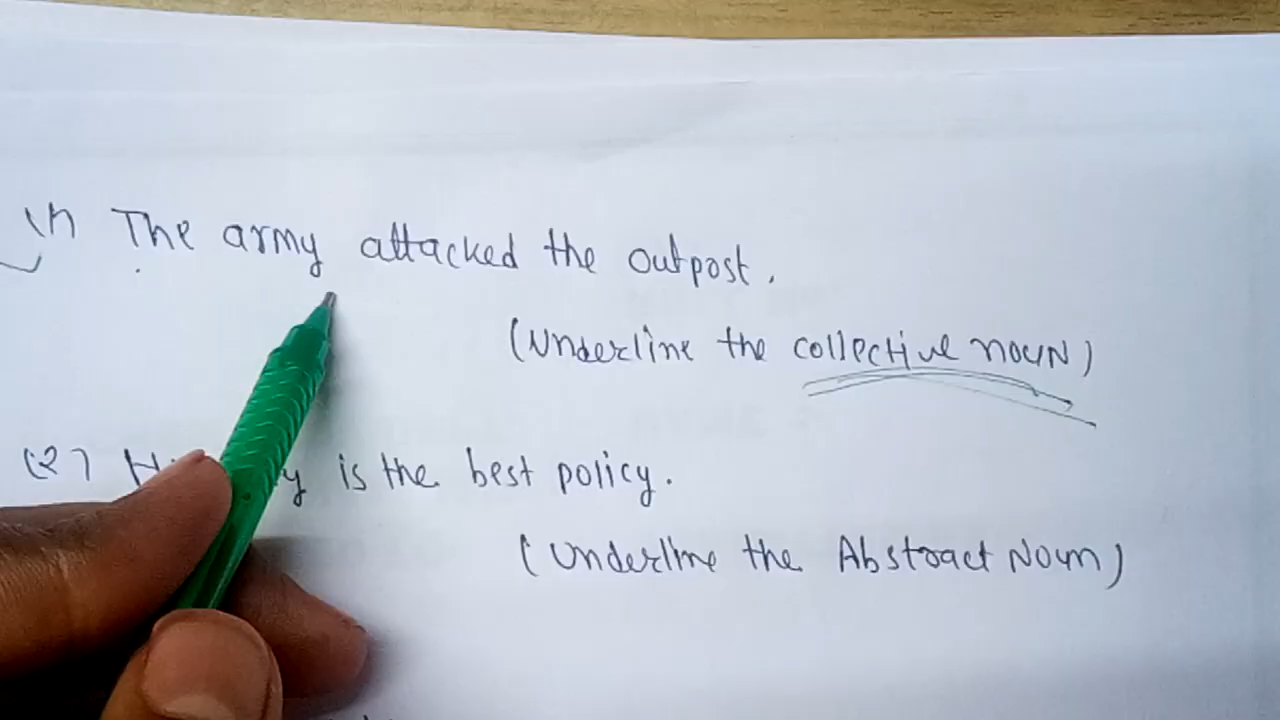 (1) The army attacked the outpost.
(Underline the collective noun)
(2) is the best policy.
(Underline the Abstract Noun)